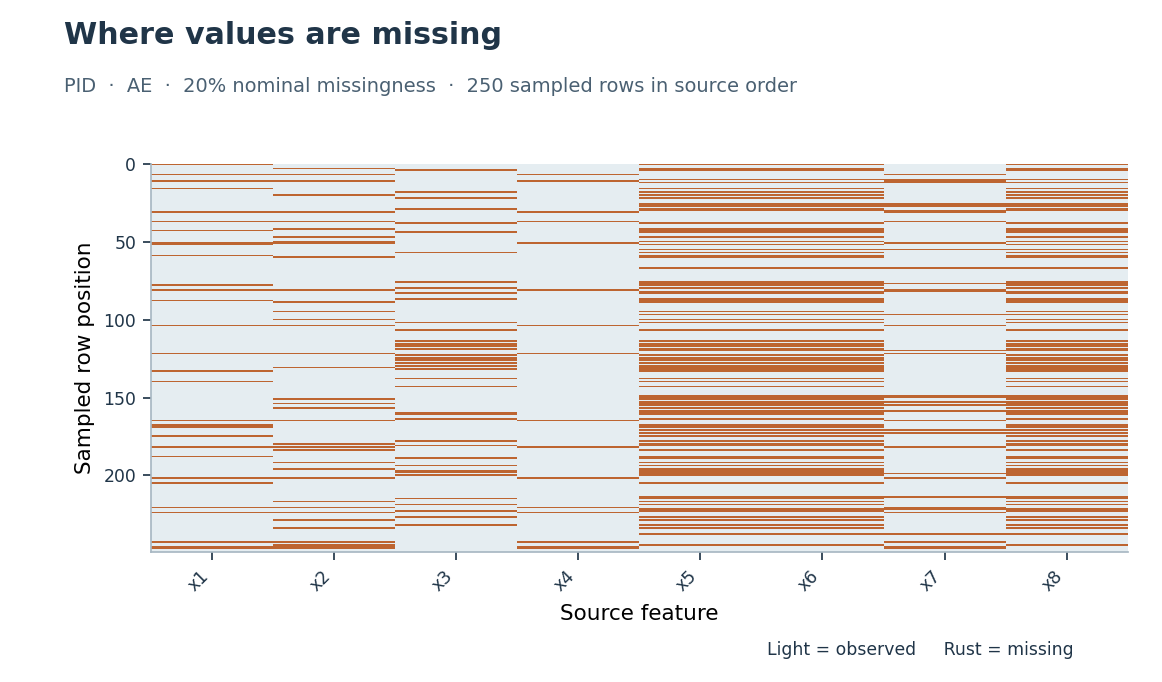 Where values are missing
PID · AE · 20% nominal missingness · 250 sampled rows in source order
0
50
100
150
200
Sampled row position
x1 x2 x3 x4 x5 x6 x7 x8
Source feature
Light = observed Rust = missing